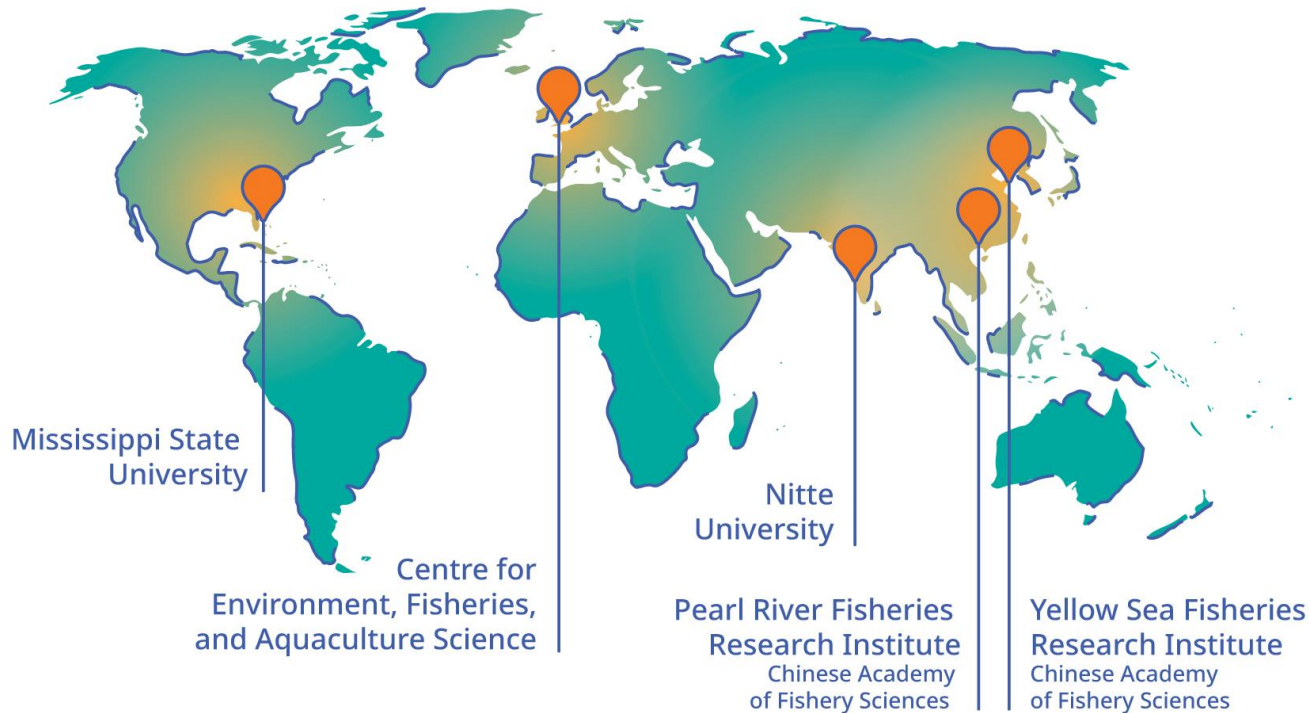 Mississippi State
University
Centre for
Environment, Fisheries,
and Aquaculture Science
Nitte
University
Pearl River Fisheries
Research Institute
Chinese Academy
of Fishery Sciences
Yellow Sea Fisheries
Research Institute
Chinese Academy
of Fishery Sciences